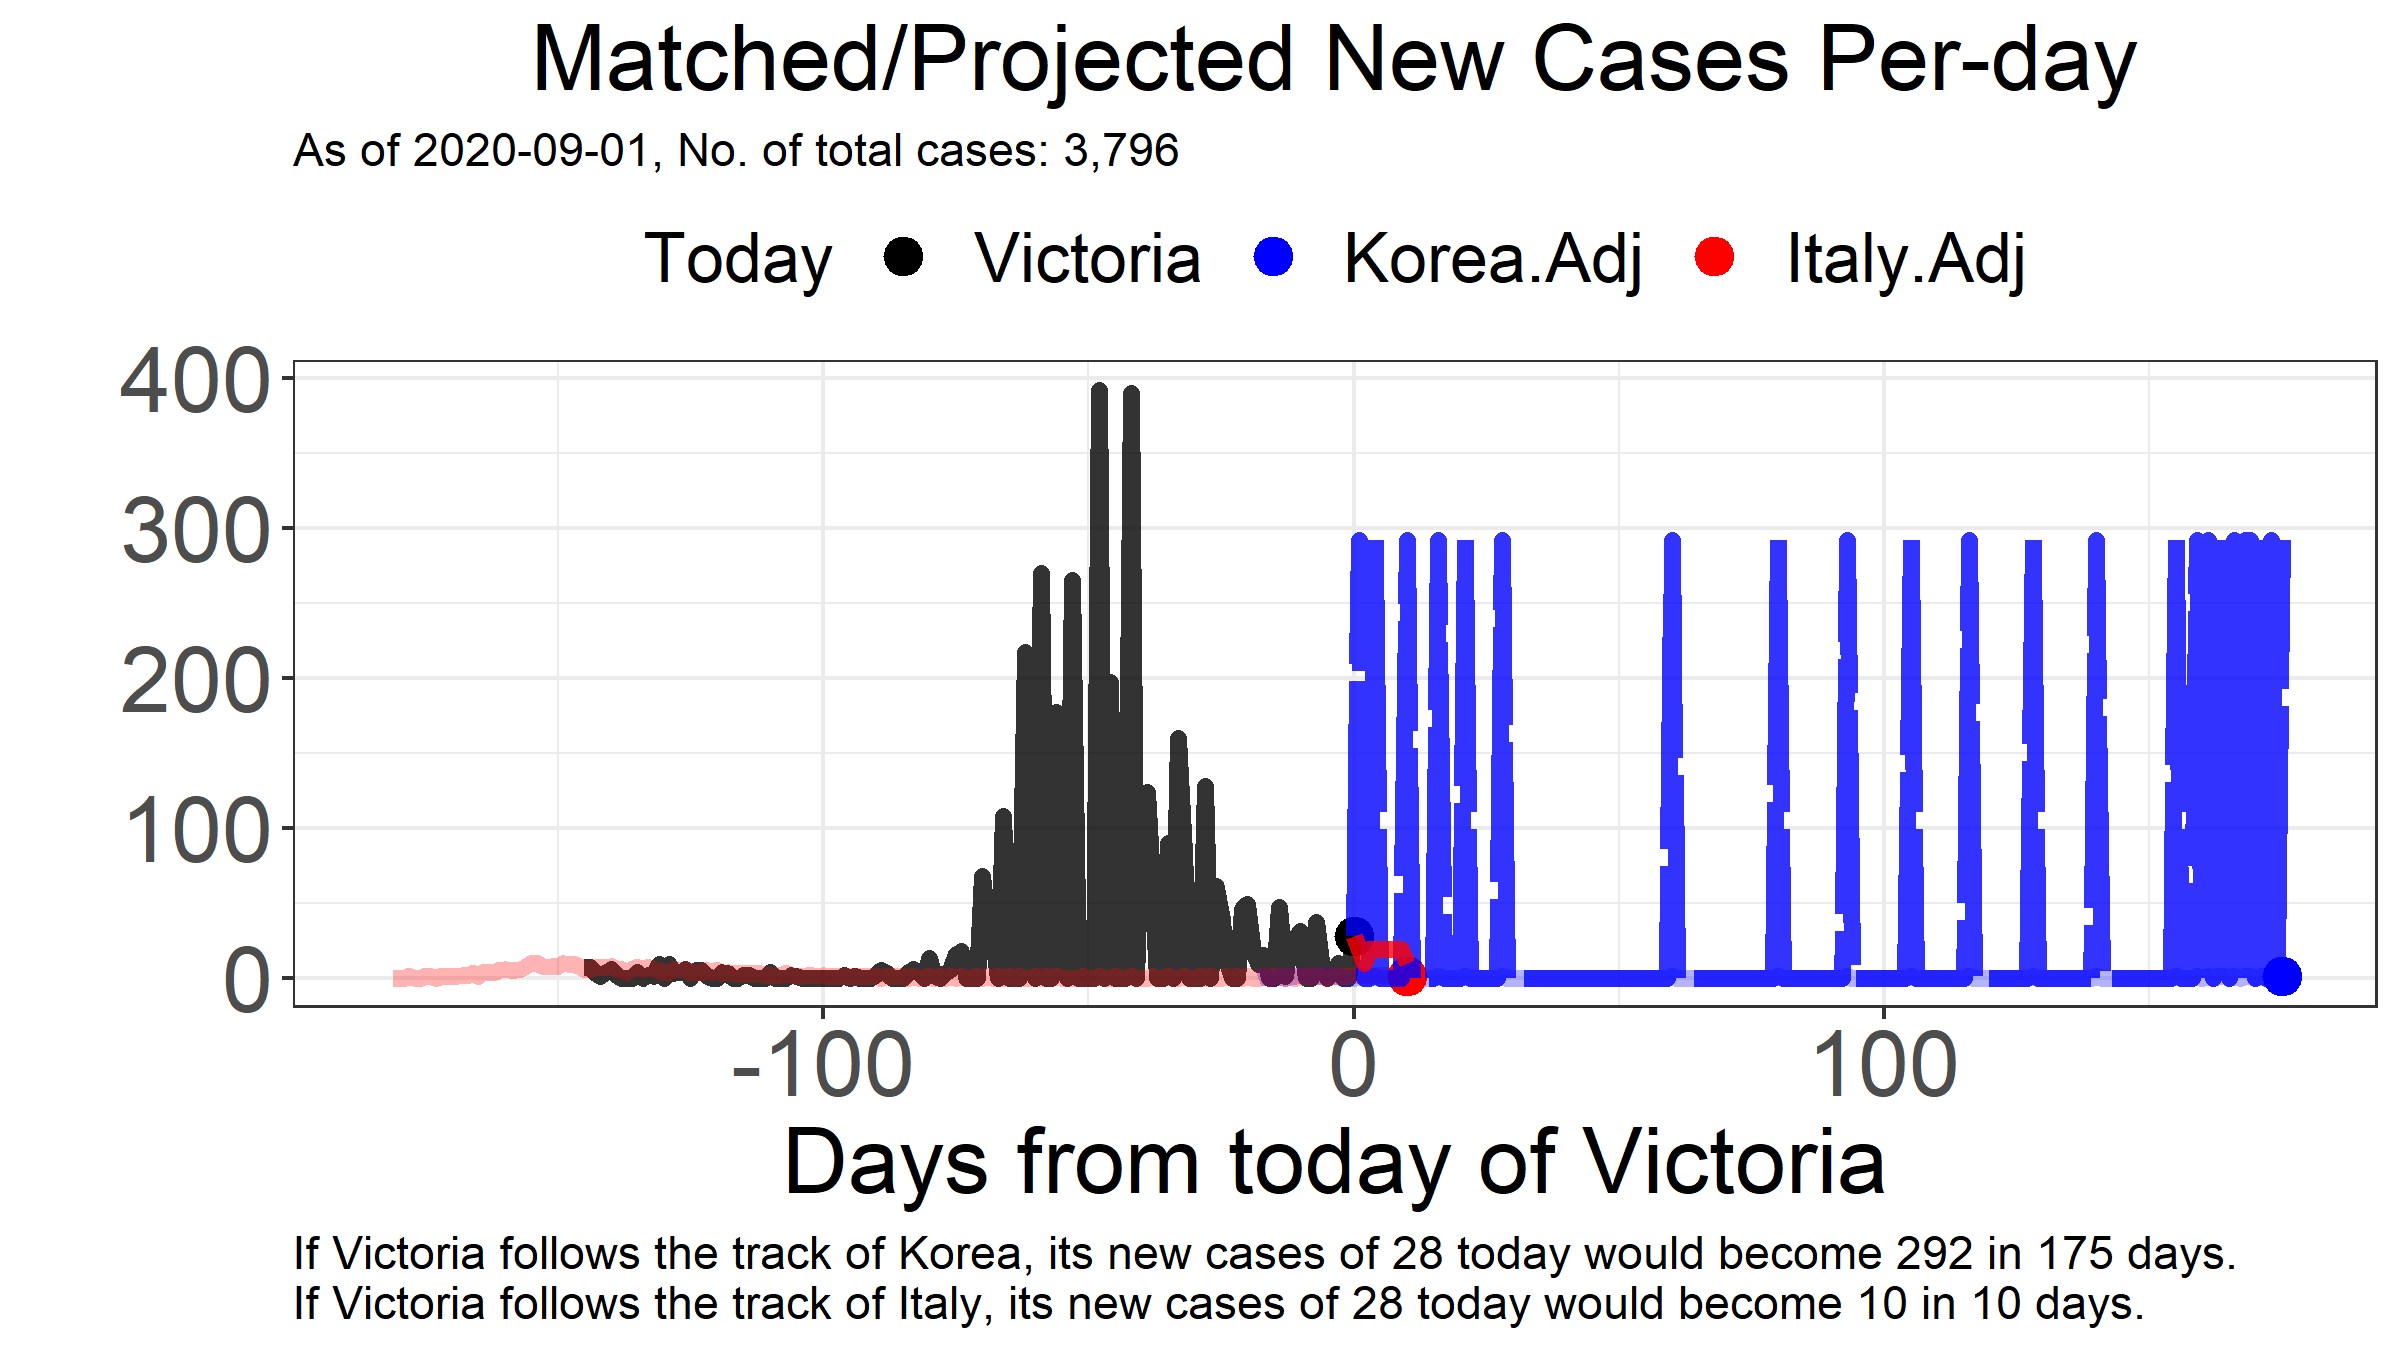 Matched/Projected New Cases Per-day
As of 2020-09-01, No. of total cases: 3,796
Today Victoria Korea.Adj Italy.Adj
400
300
200
100
0
-100 0 100
Days from today of Victoria
If Victoria follows the track of Korea, its new cases of 28 today would become 292 in 175 days.
If Victoria follows the track of Italy, its new cases of 28 today would become 10 in 10 days.